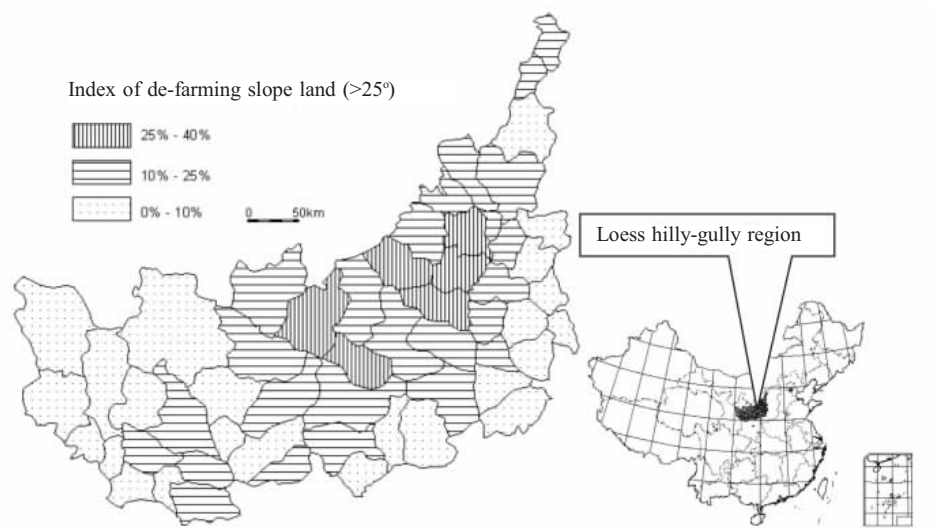 Index of de-farming slope land (>25°)
25% - 40%
10% - 25%
0% - 10%
0 50km
Loess hilly-gully region